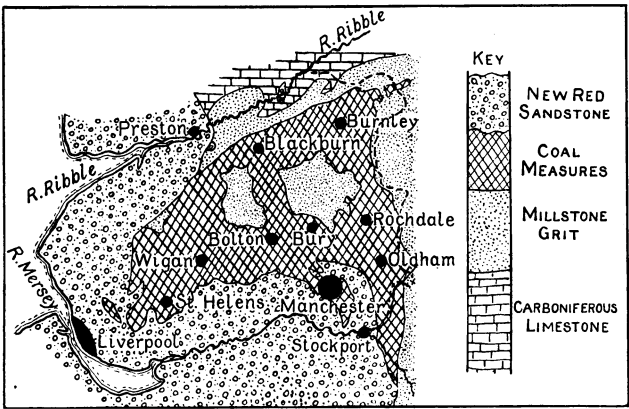 R. Ribble
Preston
Burnley
Blackburn
R. Ribble
Rochdale
Bolton
Bury
Wigan
Oldham
R. Mersey
St. Helens
Manchester
Liverpool
Stockport
KEY
NEW RED
SANDSTONE
COAL
MEASURES
MILLSTONE
GRIT
CARBONIFEROUS
LIMESTONE